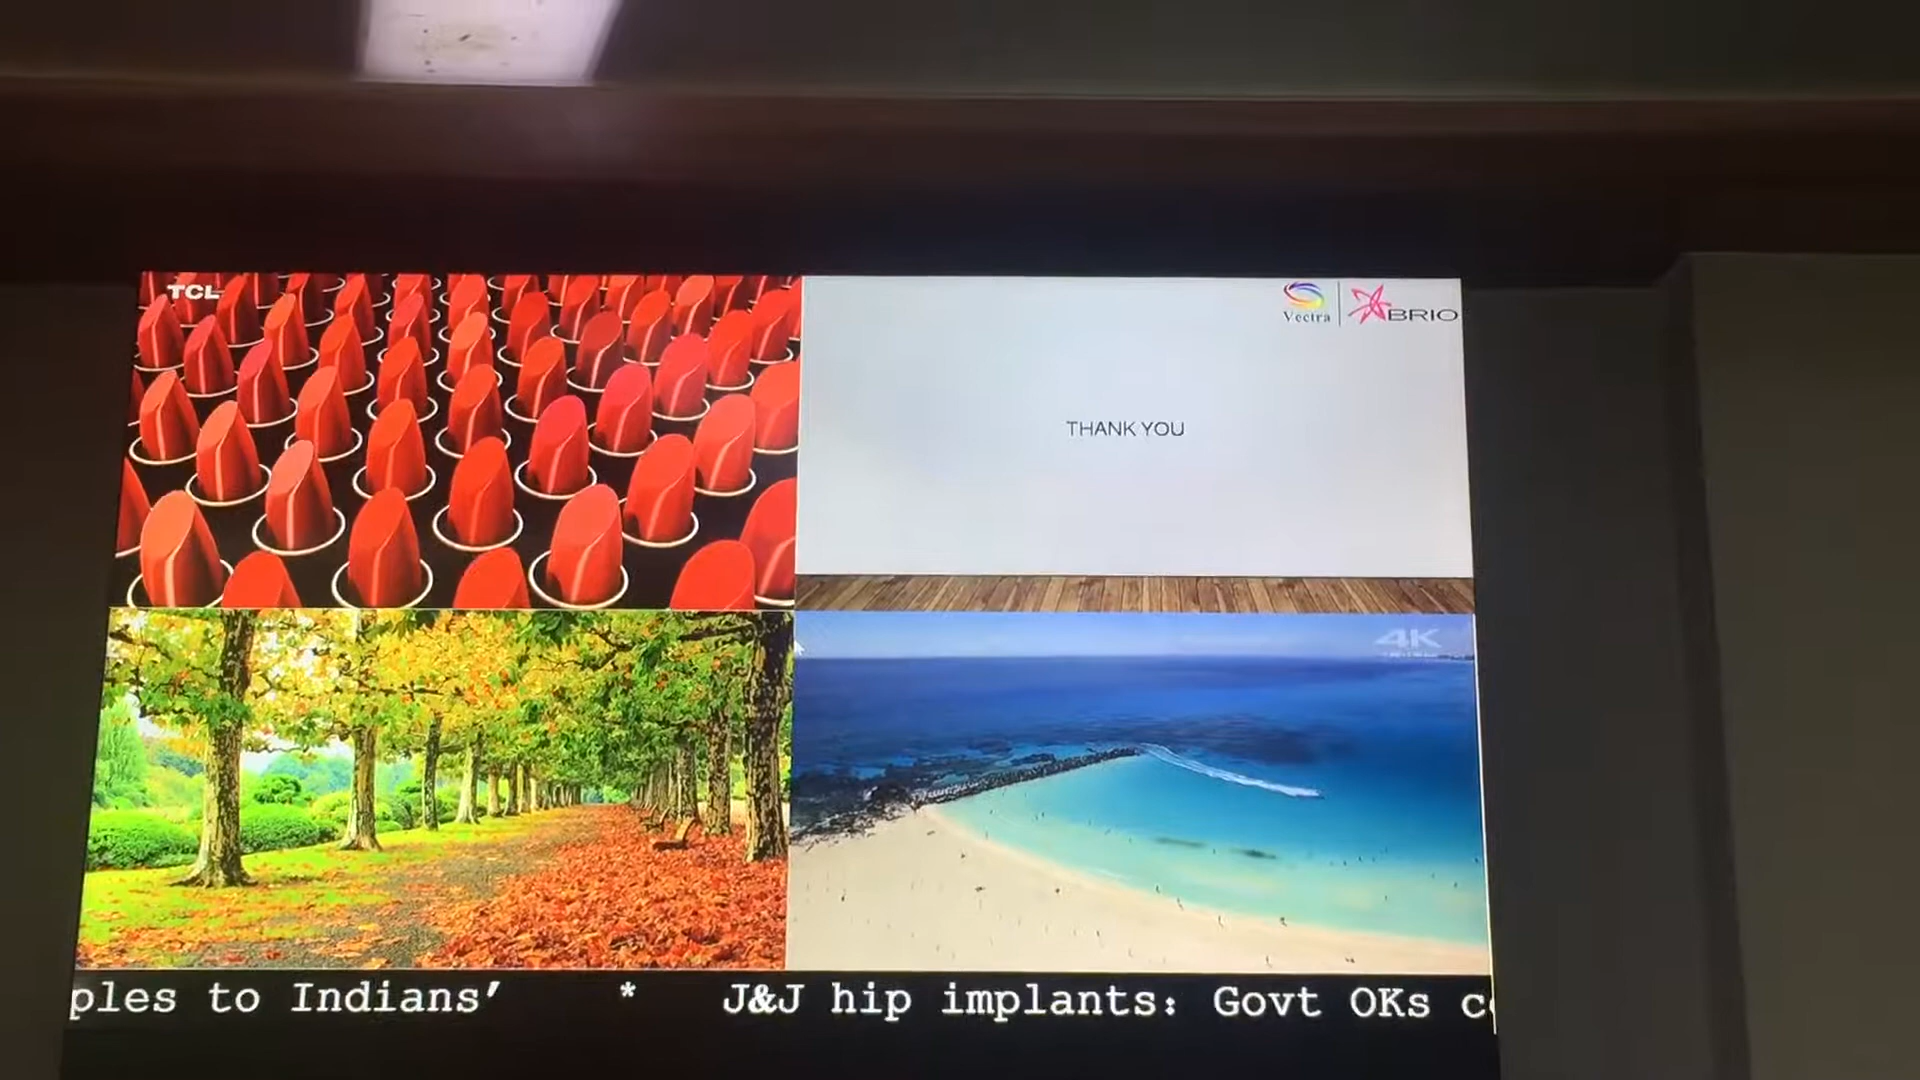 TCL
Vectra
BRIO
THANK YOU
4K
ples to Indians’ * J&J hip implants: Govt OKs